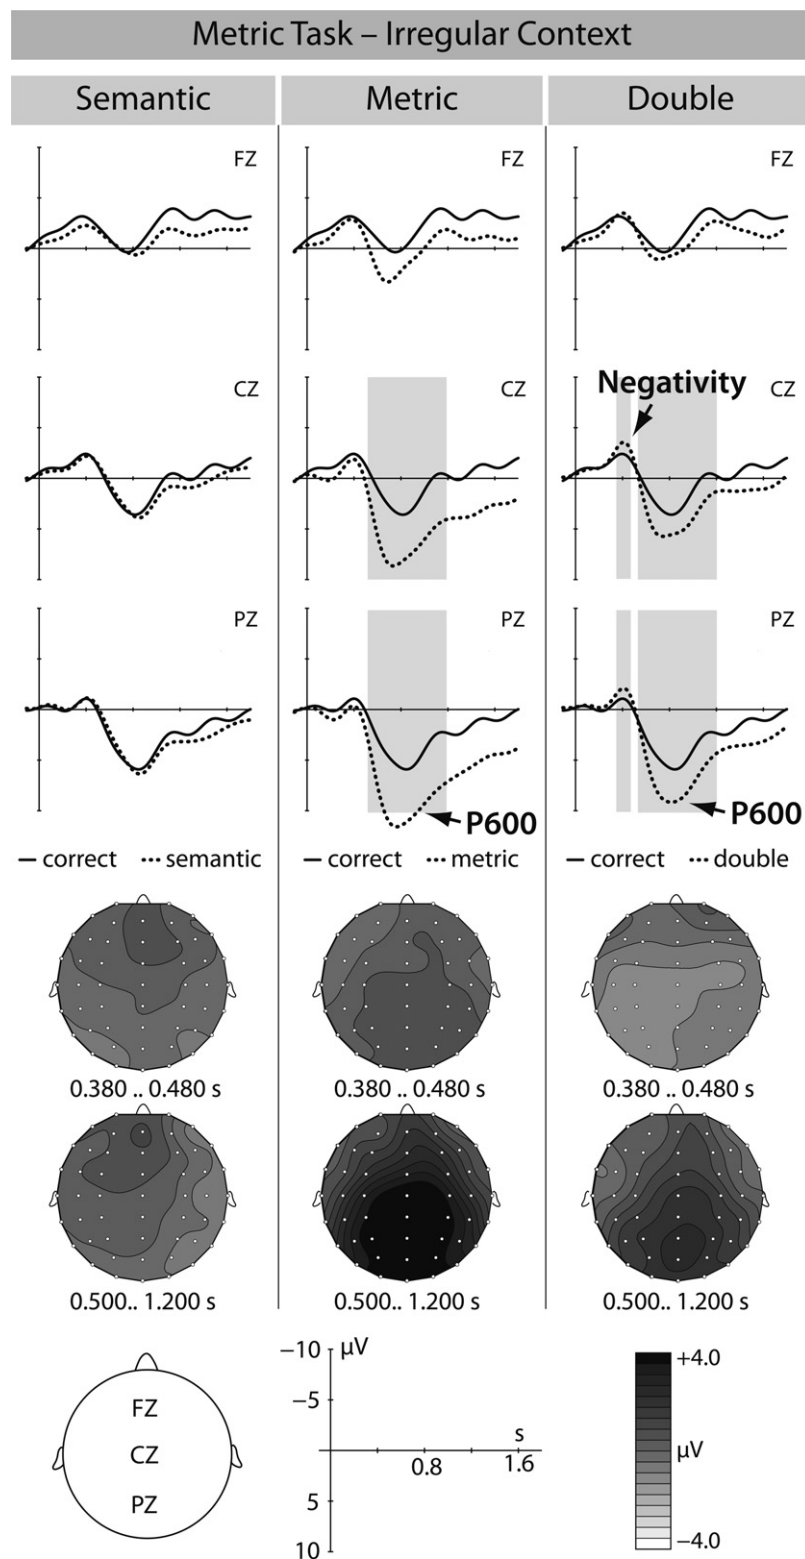 Metric Task – Irregular Context
Semantic
Metric
Double
FZ
FZ
FZ
CZ
CZ
Negativity
CZ
PZ
PZ
PZ
P600
P600
correct
semantic
correct
metric
correct
double
0.380 .. 0.480 s
0.380 .. 0.480 s
0.380 .. 0.480 s
0.500.. 1.200 s
0.500.. 1.200 s
0.500.. 1.200 s
FZ
CZ
PZ
−10
µV
−5
s
0.8
1.6
5
10
+4.0
µV
−4.0